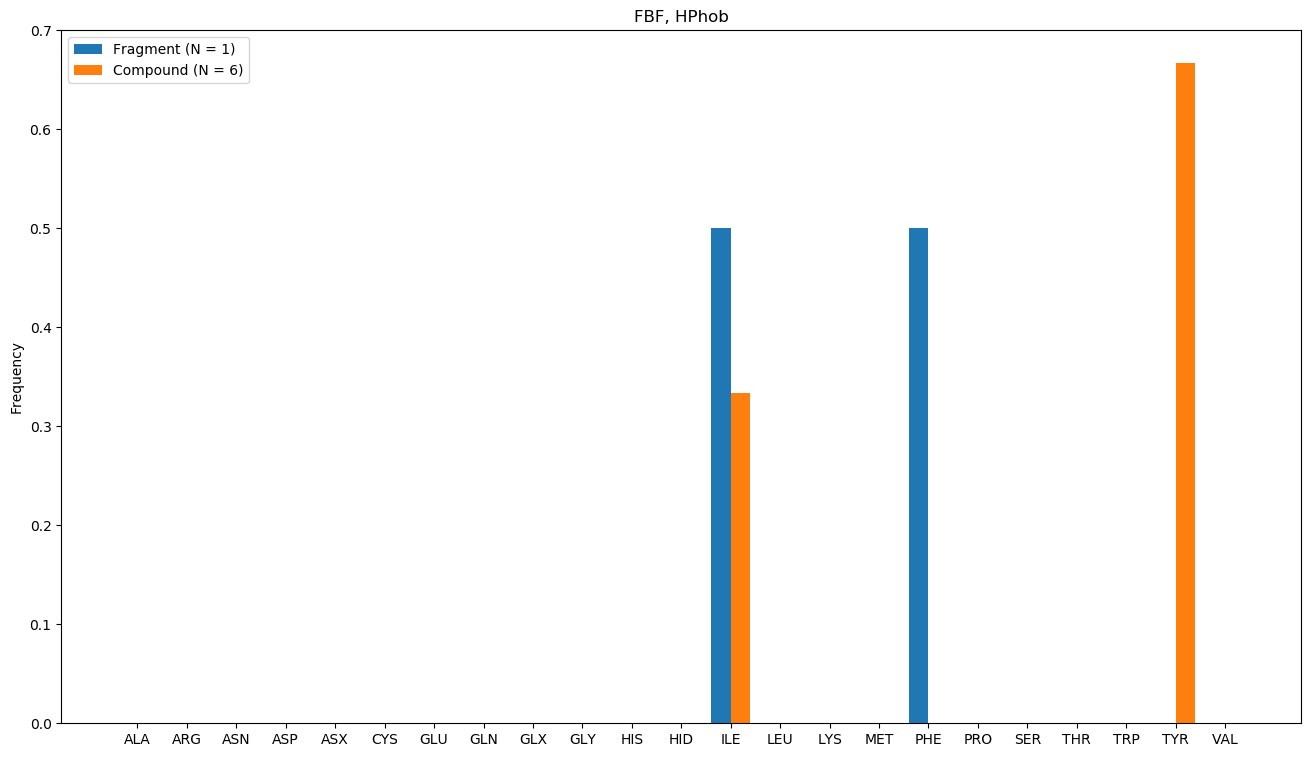 FBF, HPhob
Fragment (N = 1)
Compound (N = 6)
Frequency
0.7
0.6
0.5
0.4
0.3
0.2
0.1
0.0
ALA ARG ASN ASP ASX CYS GLU GLN GLX GLY HIS HID ILE LEU LYS MET PHE PRO SER THR TRP TYR VAL